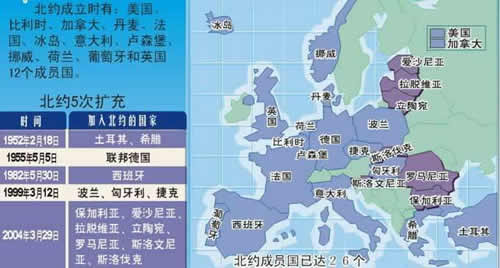 北约成立时有：美国、
比利时、加拿大、丹麦、法
国、冰岛、意大利、卢森堡、
挪威、荷兰、葡萄牙和英国
12个成员国。
北约5次扩充
时间 加入北约的国家
1952年2月18日 土耳其、希腊
1955年5月5日 联邦德国
1982年5月30日 西班牙
1999年3月12日 波兰、匈牙利、捷克
2004年3月29日
保加利亚、爱沙尼亚、
拉脱维亚、立陶宛、
罗马尼亚、斯洛文尼
亚、斯洛伐克
美国
加拿大
冰岛
挪威
爱沙尼亚
拉脱维亚
立陶宛
丹麦
英国
荷兰
比利时
卢森堡
德国
波兰
捷克
斯洛伐克
法国
匈牙利
斯洛文尼亚
罗马尼亚
保加利亚
意大利
葡萄牙
西班牙
希腊
土耳其
北约成员国已达26个